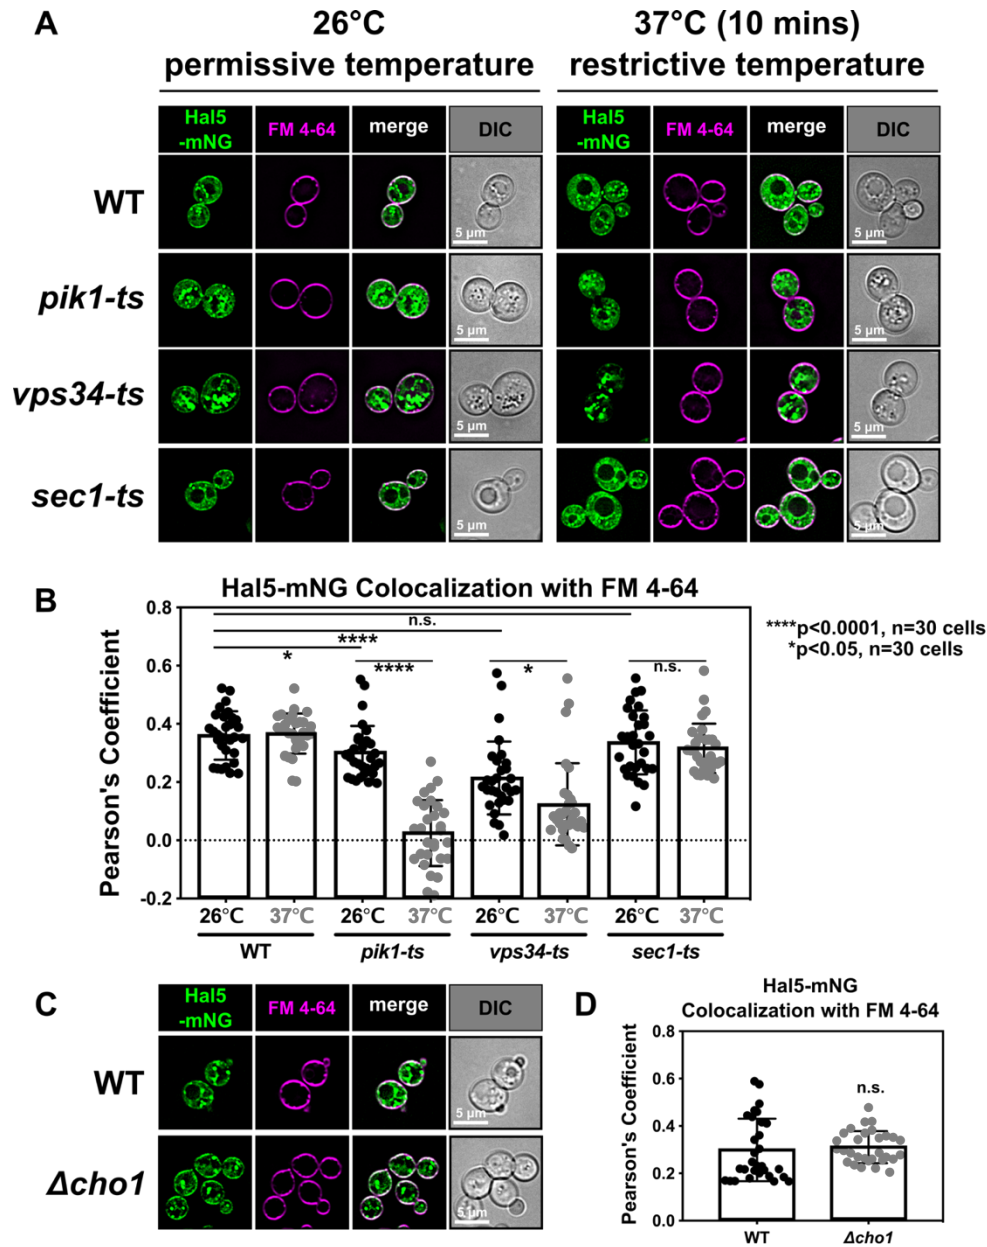 A
26°C
permissive temperature
37°C (10 mins)
restrictive temperature
Hal5
-mNG
FM 4-64
merge
DIC
Hal5
-mNG
FM 4-64
merge
DIC
WT
5 µm
5 µm
pik1-ts
5 µm
5 µm
vps34-ts
5 µm
5 µm
sec1-ts
5 µm
5 µm
B
Hal5-mNG Colocalization with FM 4-64
Pearson's Coefficient
0.8
0.6
0.4
0.2
0.0
-0.2
n.s.
****
*
****
*
n.s.
****p<0.0001, n=30 cells
*p<0.05, n=30 cells
26°C
37°C
26°C
37°C
26°C
37°C
26°C
37°C
WT
pik1-ts
vps34-ts
sec1-ts
C
Hal5
-mNG
FM 4-64
merge
DIC
WT
5 µm
Δcho1
5 µm
D
Hal5-mNG
Colocalization with FM 4-64
Pearson's Coefficient
0.8
0.6
0.4
0.2
0.0
n.s.
WT
Δcho1